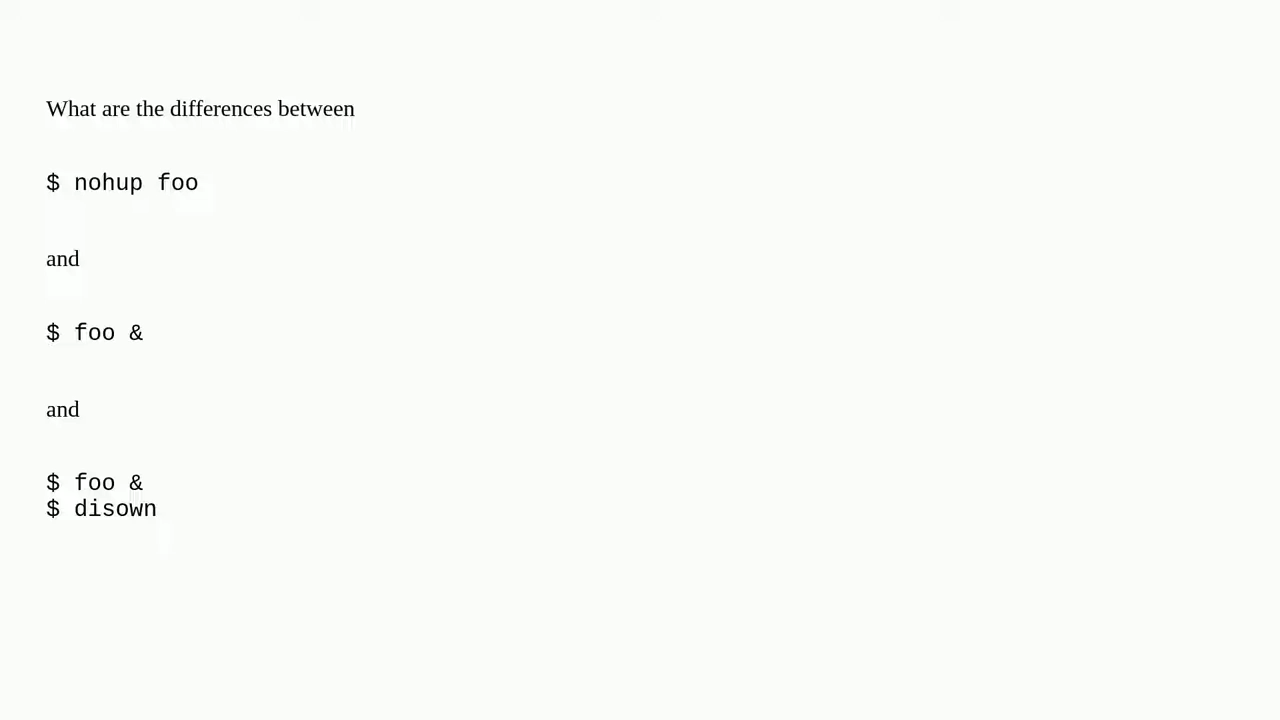 What are the differences between
$ nohup foo
and
$ foo &
and
$ foo &
$ disown